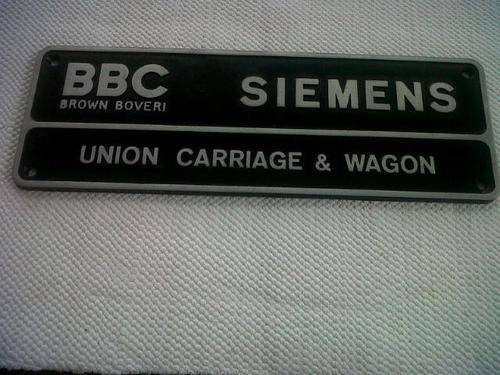 BBC
BROWN BOVERI
SIEMENS
UNION CARRIAGE & WAGON